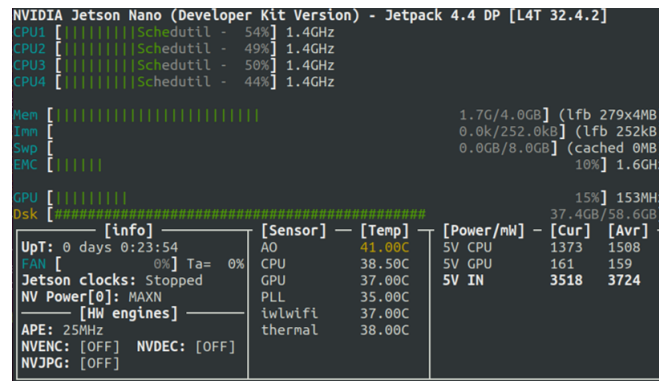 NVIDIA Jetson Nano (Developer Kit Version) - Jetpack 4.4 DP [L4T 32.4.2]
CPU1 [|||||||||Schedutil - 54%] 1.4GHz
CPU2 [|||||||||Schedutil - 49%] 1.4GHz
CPU3 [|||||||||Schedutil - 50%] 1.4GHz
CPU4 [|||||||||Schedutil - 44%] 1.4GHz
Mem [||||||||||||||||||||||||| 1.7G/4.0GB] (lfb 279x4MB
Imm [ 0.0k/252.0kB] (lfb 252kB
Swp [ 0.0GB/8.0GB] (cached 0MB
EMC [|||||| 10%] 1.6GH
GPU [||||||||| 15%] 153MH
Dsk [############################################# 37.4GB/58.6GB
[info] [Sensor] [Temp] [Power/mW] [Cur] [Avr]
UpT: 0 days 0:23:54 AO 41.00C 5V CPU 1373 1508
FAN [ 0%] Ta= 0% CPU 38.50C 5V GPU 161 159
Jetson clocks: Stopped GPU 37.00C 5V IN 3518 3724
NV Power[0]: MAXN PLL 35.00C
[HW engines] iwlwifi 37.00C
APE: 25MHz thermal 38.00C
NVENC: [OFF] NVDEC: [OFF]
NVJPG: [OFF]